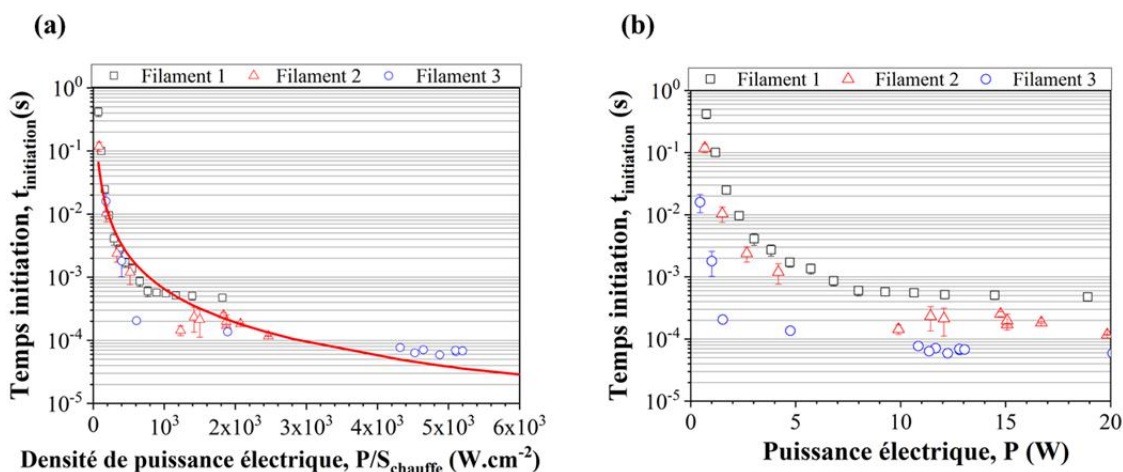 (a)
Filament 1 Filament 2 Filament 3
Temps initiation, t_initiation(s)
10^0
10^-1
10^-2
10^-3
10^-4
10^-5
0 10^3 2x10^3 3x10^3 4x10^3 5x10^3 6x10^3
Densité de puissance électrique, P/S_chauffe (W.cm^-2)
(b)
Filament 1 Filament 2 Filament 3
Temps initiation, t_initiation(s)
10^0
10^-1
10^-2
10^-3
10^-4
10^-5
0 5 10 15 20
Puissance électrique, P (W)